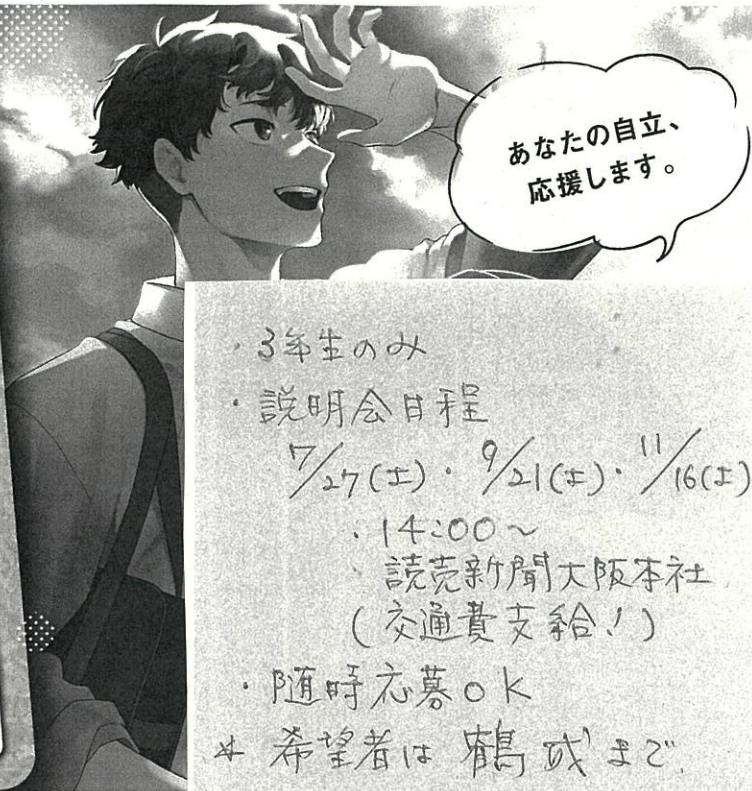 あなたの自立、
応援します。
・3年生のみ
・説明会日程
7/27(土)・9/21(土)・11/16(土)
・14:00～
・読売新聞大阪本社
(交通費支給！)
・随時応募OK
* 希望者は 鶴 まで